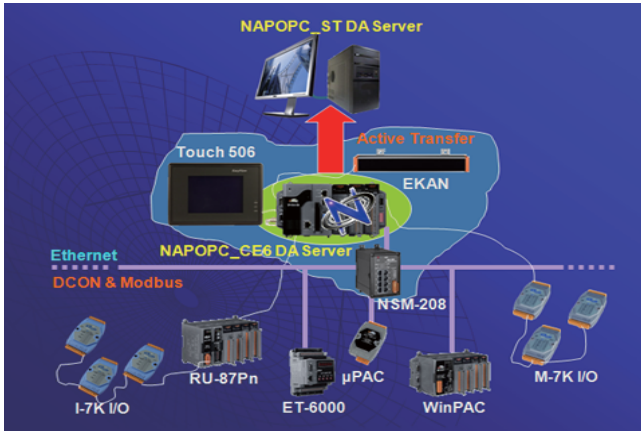 NAPOPC_ST DA Server
Active Transfer
Touch 506
EKAN
NAPOPC_CE6 DA Server
Ethernet
DCON & Modbus
NSM-208
RU-87Pn
µPAC
M-7K I/O
I-7K I/O
ET-6000
WinPAC